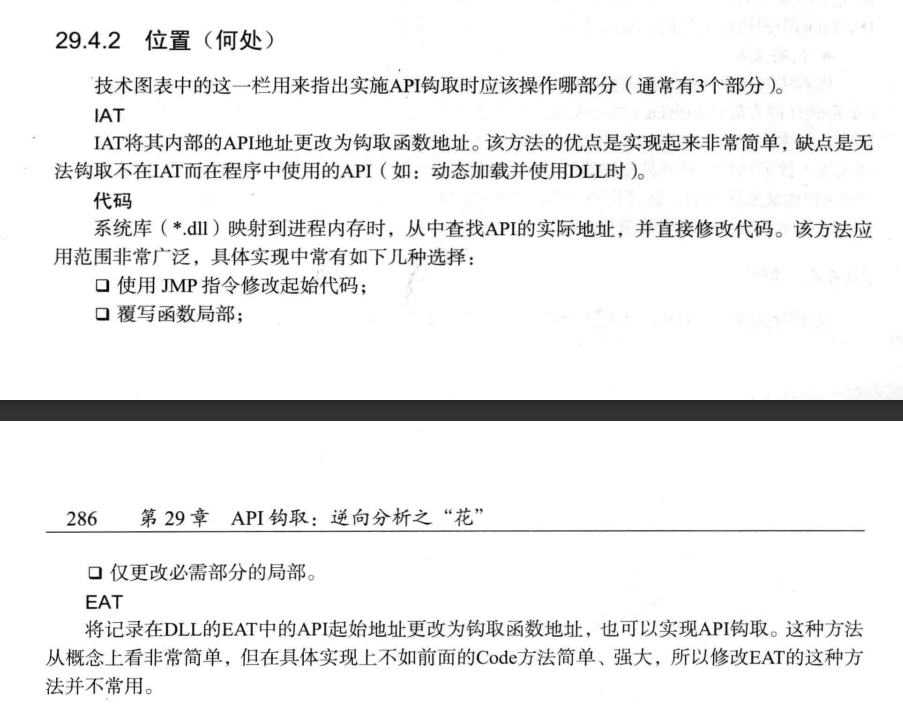 29.4.2 位置（何处）
技术图表中的这一栏用来指出实施API钩取时应该操作哪部分（通常有3个部分）。
IAT
IAT将其内部的API地址更改为钩取函数地址。该方法的优点是实现起来非常简单，缺点是无
法钩取不在IAT而在程序中使用的API（如：动态加载并使用DLL时）。
代码
系统库（*.dll）映射到进程内存时，从中查找API的实际地址，并直接修改代码。该方法应
用范围非常广泛，具体实现中常有如下几种选择：
❑ 使用 JMP 指令修改起始代码；
❑ 覆写函数局部；
286 第 29 章 API 钩取：逆向分析之“花”
❑ 仅更改必需部分的局部。
EAT
将记录在DLL的EAT中的API起始地址更改为钩取函数地址，也可以实现API钩取。这种方法
从概念上看非常简单，但在具体实现上不如前面的Code方法简单、强大，所以修改EAT的这种方
法并不常用。